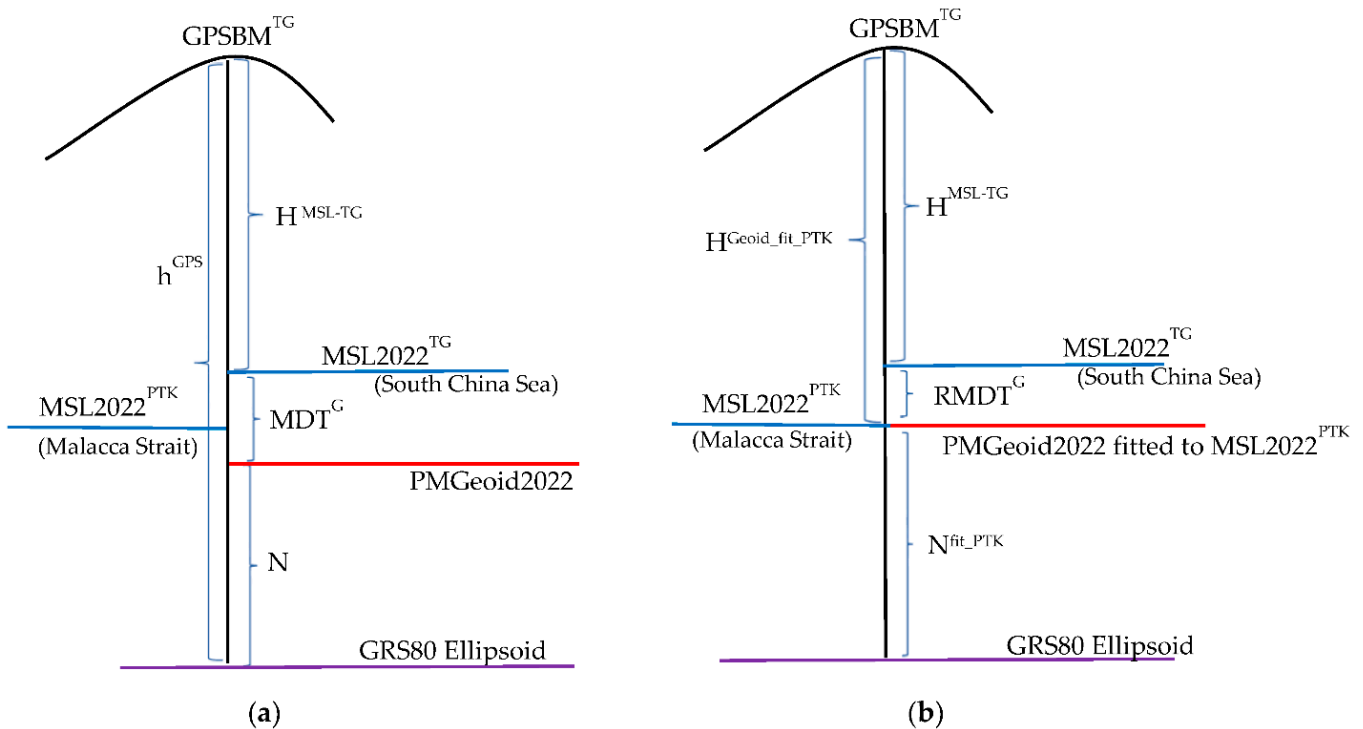 GPSBM^TG
H^MSL-TG
h^GPS
MSL2022^TG
(South China Sea)
MSL2022^PTK
(Malacca Strait)
MDT^G
PMGeoid2022
N
GRS80 Ellipsoid
(a)
GPSBM^TG
H^MSL-TG
H^Geoid_fit_PTK
MSL2022^TG
(South China Sea)
MSL2022^PTK
(Malacca Strait)
RMDT^G
PMGeoid2022 fitted to MSL2022^PTK
N^fit_PTK
GRS80 Ellipsoid
(b)